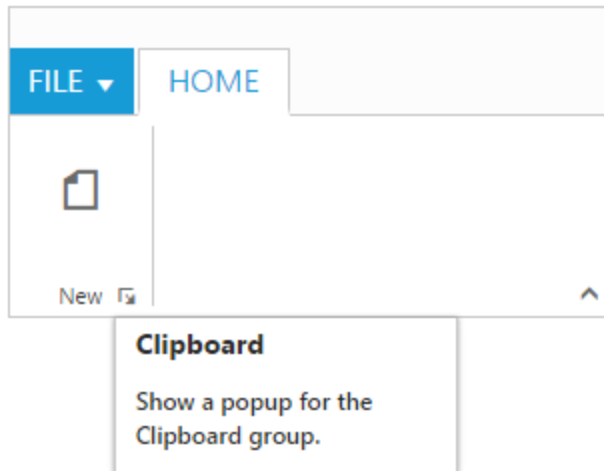 FILE
HOME
New
Clipboard
Show a popup for the
Clipboard group.